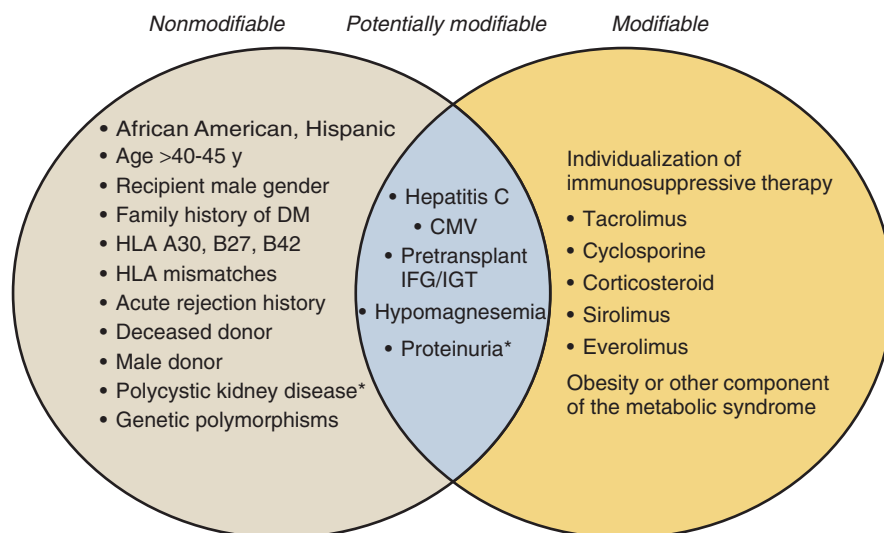 Nonmodifiable
Potentially modifiable
Modifiable
• African American, Hispanic
• Age >40-45 y
• Recipient male gender
• Family history of DM
• HLA A30, B27, B42
• HLA mismatches
• Acute rejection history
• Deceased donor
• Male donor
• Polycystic kidney disease*
• Genetic polymorphisms
• Hepatitis C
• CMV
• Pretransplant
IFG/IGT
• Hypomagnesemia
• Proteinuria*
Individualization of
immunosuppressive therapy
• Tacrolimus
• Cyclosporine
• Corticosteroid
• Sirolimus
• Everolimus
Obesity or other component
of the metabolic syndrome